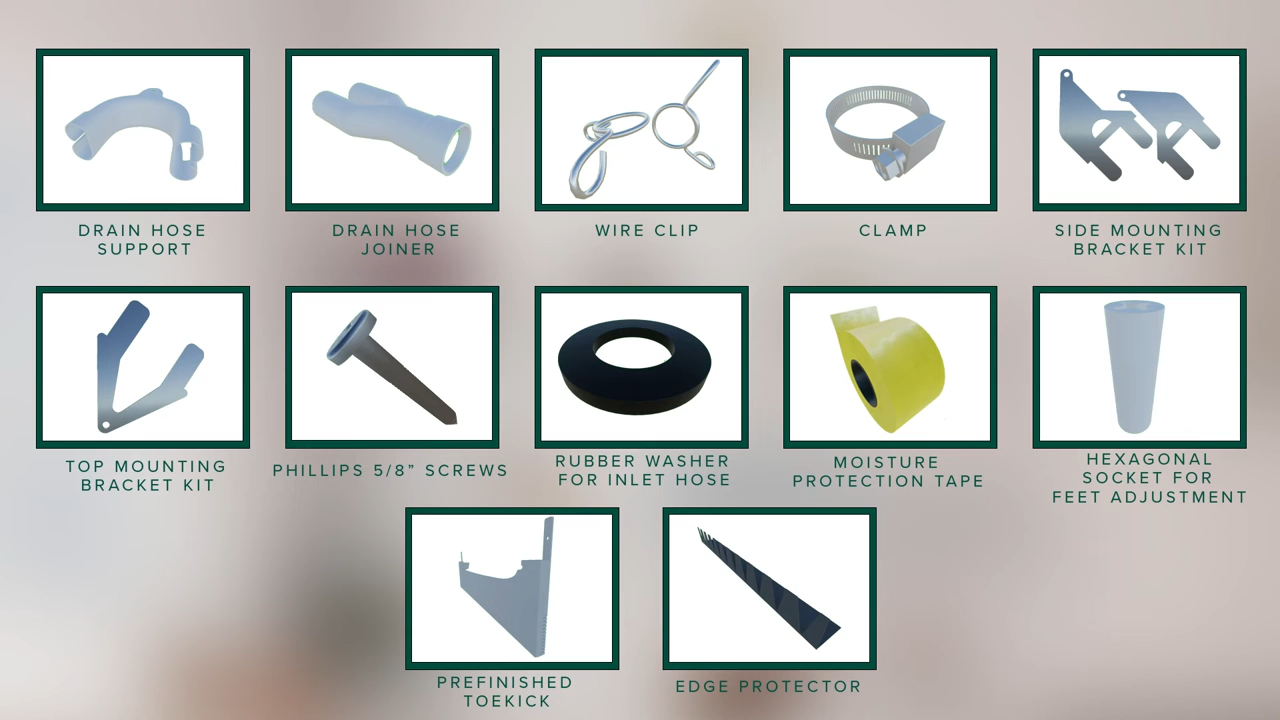 DRAIN HOSE
SUPPORT
DRAIN HOSE
JOINER
WIRE CLIP
CLAMP
SIDE MOUNTING
BRACKET KIT
TOP MOUNTING
BRACKET KIT
PHILLIPS 5/8” SCREWS
RUBBER WASHER
FOR INLET HOSE
MOISTURE
PROTECTION TAPE
HEXAGONAL
SOCKET FOR
FEET ADJUSTMENT
PREFINISHED
TOEKICK
EDGE PROTECTOR